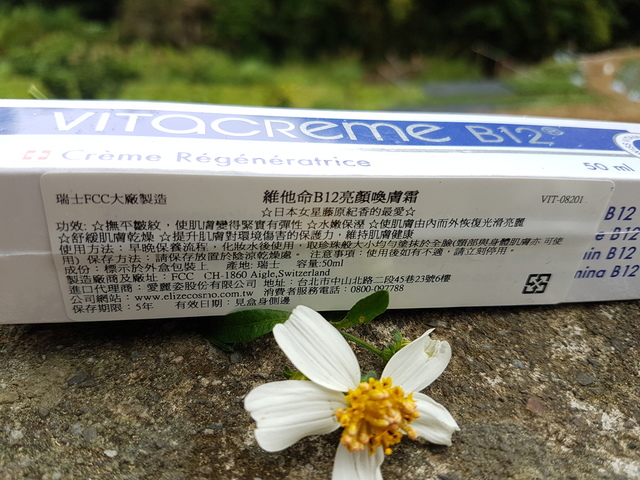 VITACREME B12®
Crème Régénératrice
50 ml
瑞士FCC大廠製造
維他命B12亮顏喚膚霜
VIT-08201
☆日本女星藤原紀香的最愛☆
功效:☆撫平皺紋，使肌膚變得緊實有彈性 ☆水嫩保溼 ☆使肌膚由內而外恢復光滑亮麗
☆舒緩肌膚乾燥 ☆提升肌膚對環境傷害的保護力，維持肌膚健康
使用方法：早晚保養流程，化妝水後使用，取珍珠般大小均勻塗抹於全臉(頸部與身體肌膚亦 可使
用) 保存方法：請保存放置於陰涼乾燥處。 注意事項：使用後如有不適，請立刻停用。
成份：標示於外盒包裝上 產地：瑞士 容量:50ml
製造廠商及廠址：FCC CH-1860 Aigle,Switzerland
進口代理商：愛麗姿股份有限公司 地址：台北市中山北路二段45巷23號6樓
公司網站：www.elizecosmo.com.tw 消費者服務電話：0800-097788
保存期限：5年 有效日期：見盒身側邊
B12
e B12
in B12
mina B12